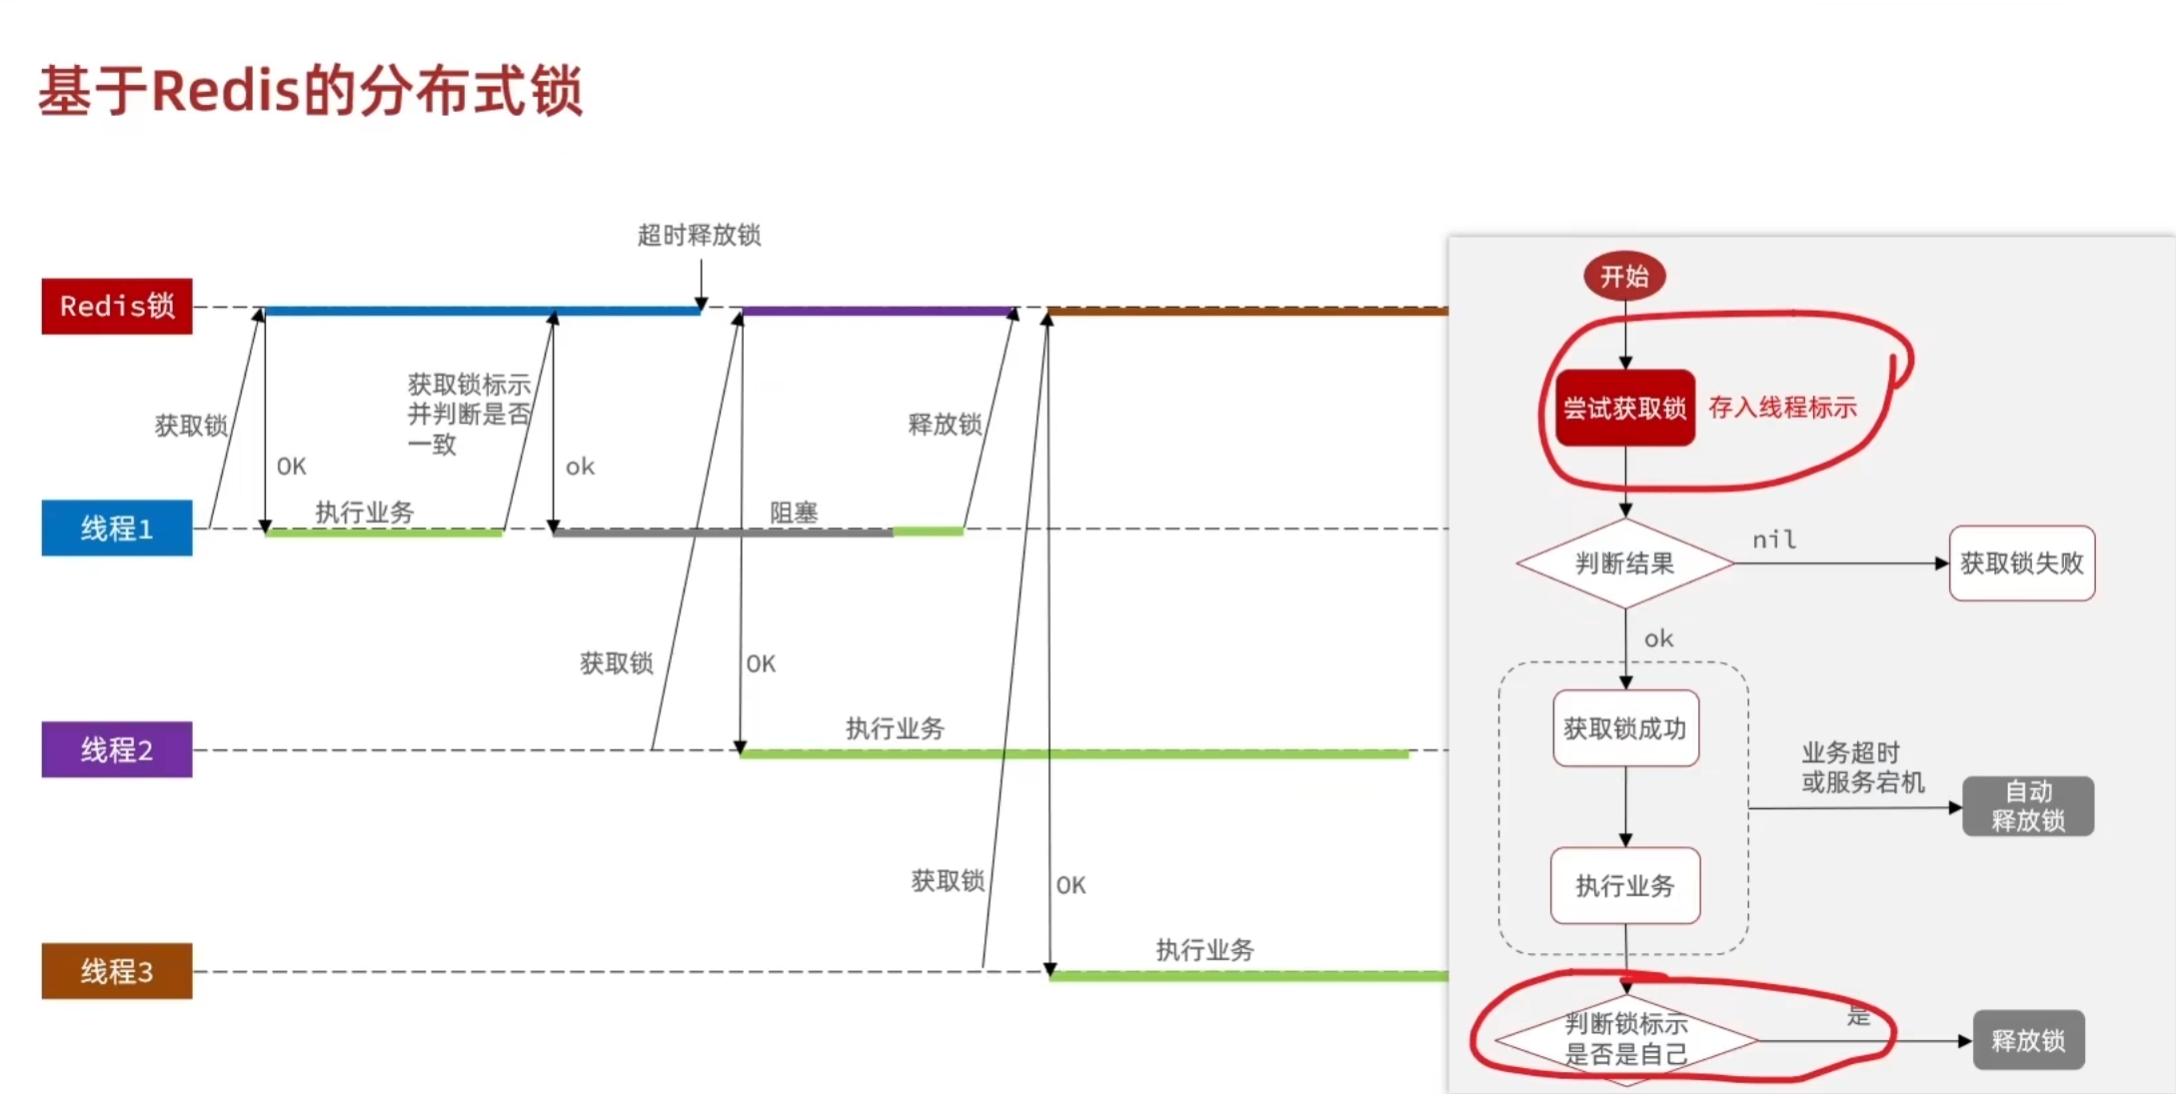 基于Redis的分布式锁
超时释放锁
Redis锁
获取锁
OK
获取锁标示
并判断是否
一致
ok
释放锁
线程1
执行业务
阻塞
获取锁
OK
线程2
执行业务
获取锁
OK
线程3
执行业务
开始
尝试获取锁
存入线程标示
判断结果
nil
获取锁失败
ok
获取锁成功
业务超时
或服务宕机
自动
释放锁
执行业务
判断锁标示
是否是自己
是
释放锁